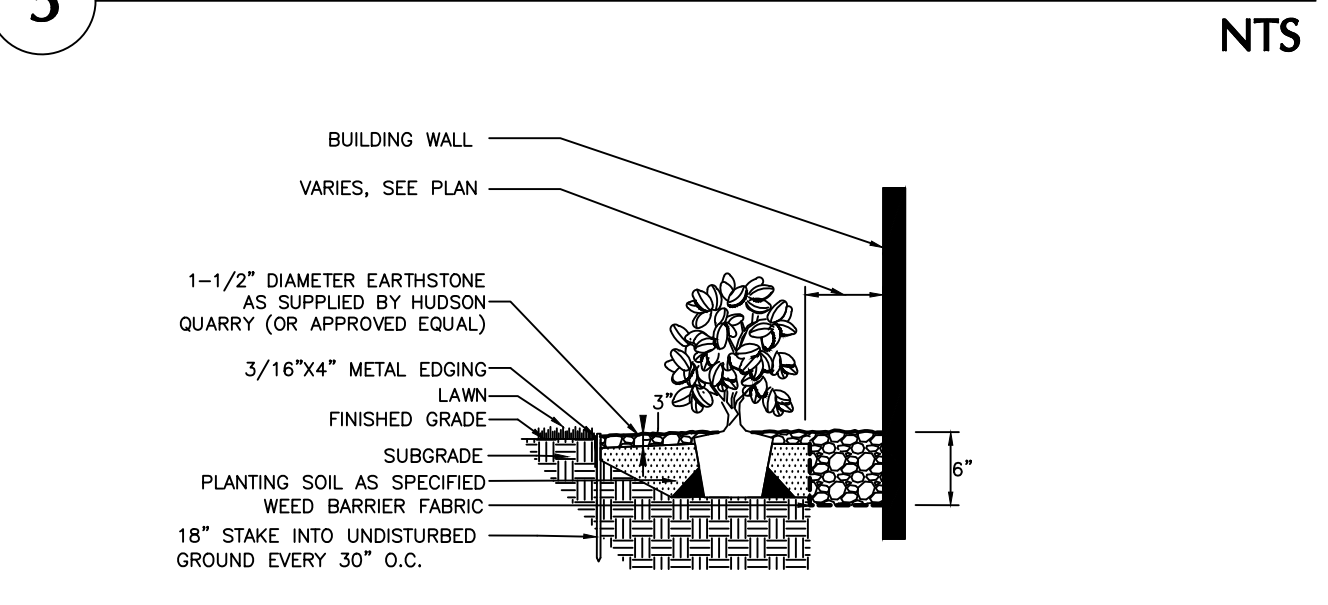 5
NTS
BUILDING WALL
VARIES, SEE PLAN
1-1/2" DIAMETER EARTHSTONE
AS SUPPLIED BY HUDSON
QUARRY (OR APPROVED EQUAL)
3/16"X4" METAL EDGING
LAWN
3"
FINISHED GRADE
SUBGRADE
6"
PLANTING SOIL AS SPECIFIED
WEED BARRIER FABRIC
18" STAKE INTO UNDISTURBED
GROUND EVERY 30" O.C.